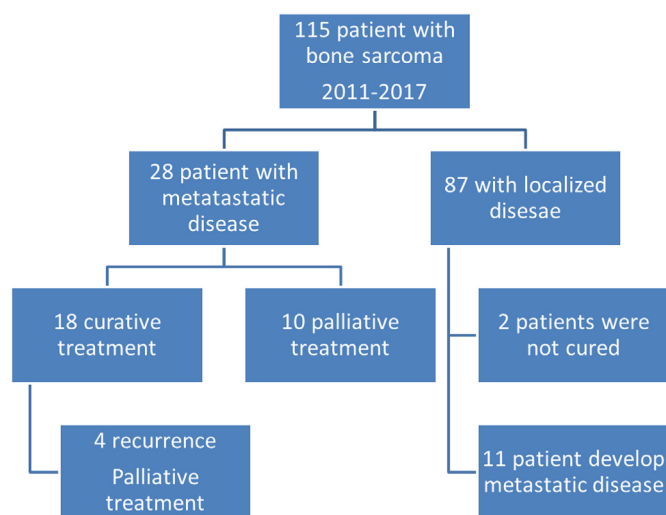 115 patient with
bone sarcoma
2011-2017
28 patient with
metatastatic
disease
87 with localized
disesae
18 curative
treatment
10 palliative
treatment
2 patients were
not cured
4 recurrence
Palliative
treatment
11 patient develop
metastatic disease